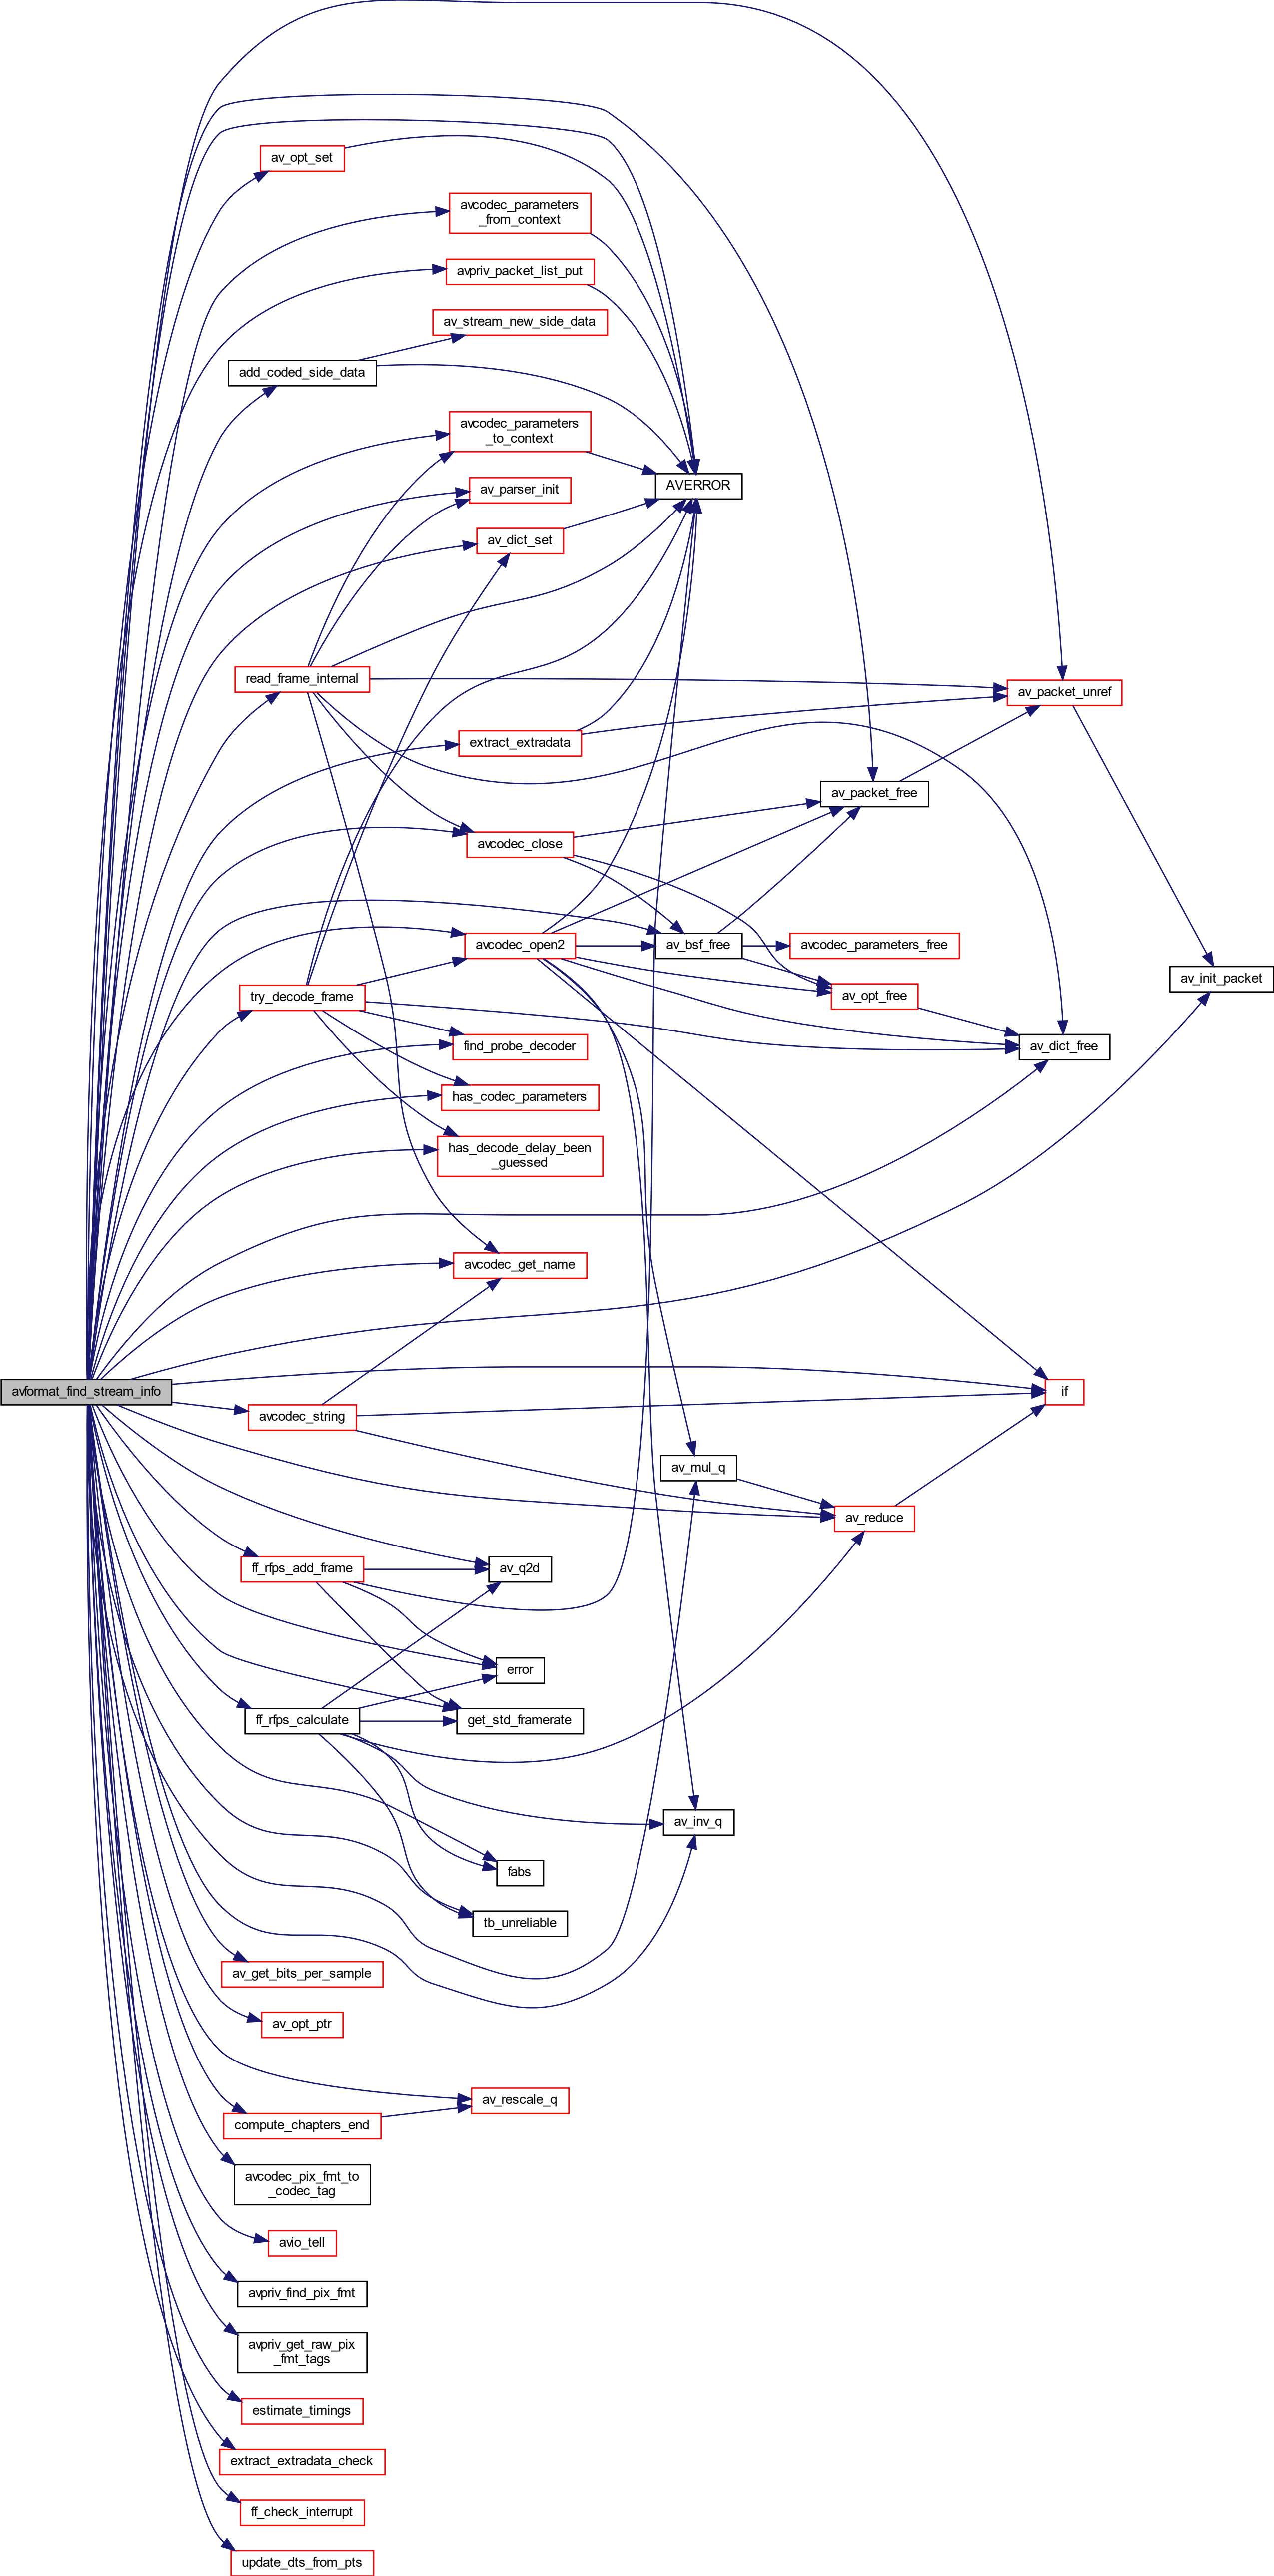 av_opt_set
avcodec_parameters
_from_context
avpriv_packet_list_put
av_stream_new_side_data
add_coded_side_data
avcodec_parameters
_to_context
AVERROR
av_parser_init
av_dict_set
read_frame_internal
av_packet_unref
extract_extradata
av_packet_free
avcodec_close
avcodec_open2
av_bsf_free
avcodec_parameters_free
av_init_packet
try_decode_frame
av_opt_free
find_probe_decoder
av_dict_free
has_codec_parameters
has_decode_delay_been
_guessed
avcodec_get_name
avformat_find_stream_info
if
avcodec_string
av_mul_q
av_reduce
ff_rfps_add_frame
av_q2d
error
ff_rfps_calculate
get_std_framerate
av_inv_q
fabs
tb_unreliable
av_get_bits_per_sample
av_opt_ptr
av_rescale_q
compute_chapters_end
avcodec_pix_fmt_to
_codec_tag
avio_tell
avpriv_find_pix_fmt
avpriv_get_raw_pix
_fmt_tags
estimate_timings
extract_extradata_check
ff_check_interrupt
update_dts_from_pts